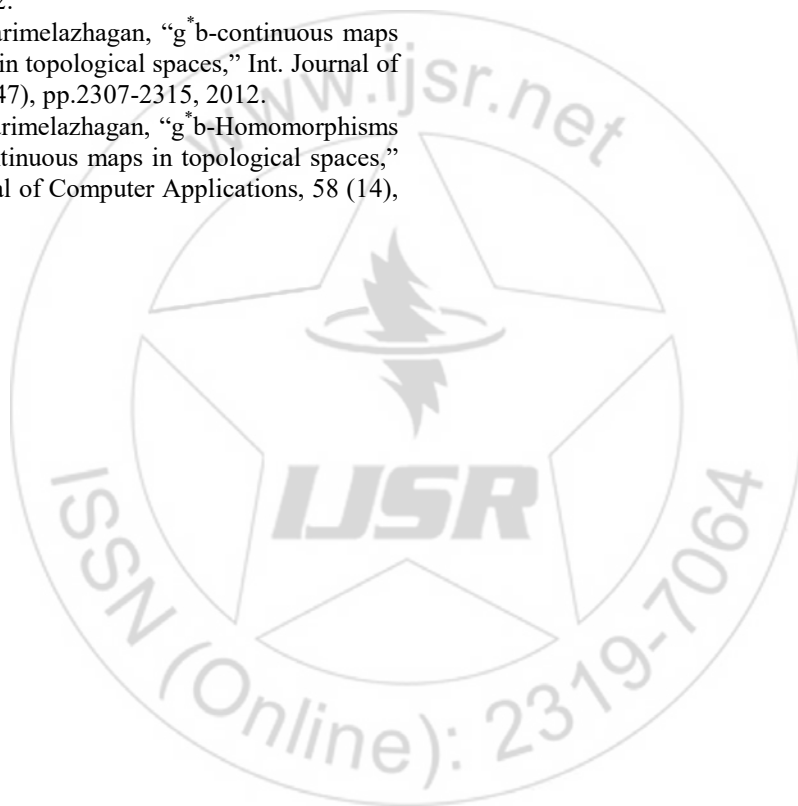 2.
arimelazhagan, “g*b-continuous maps
in topological spaces,” Int. Journal of
47), pp.2307-2315, 2012.
arimelazhagan, “g*b-Homomorphisms
tinuous maps in topological spaces,”
al of Computer Applications, 58 (14),
www.ijsr.net
IJSR
ISSN (Online): 2319-7064